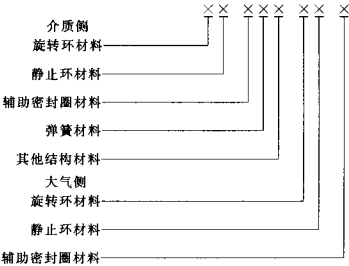 ×× ××× ×× ×
介质侧
旋转环材料
静止环材料
辅助密封圈材料
弹簧材料
其他结构材料
大气侧
旋转环材料
静止环材料
辅助密封圈材料